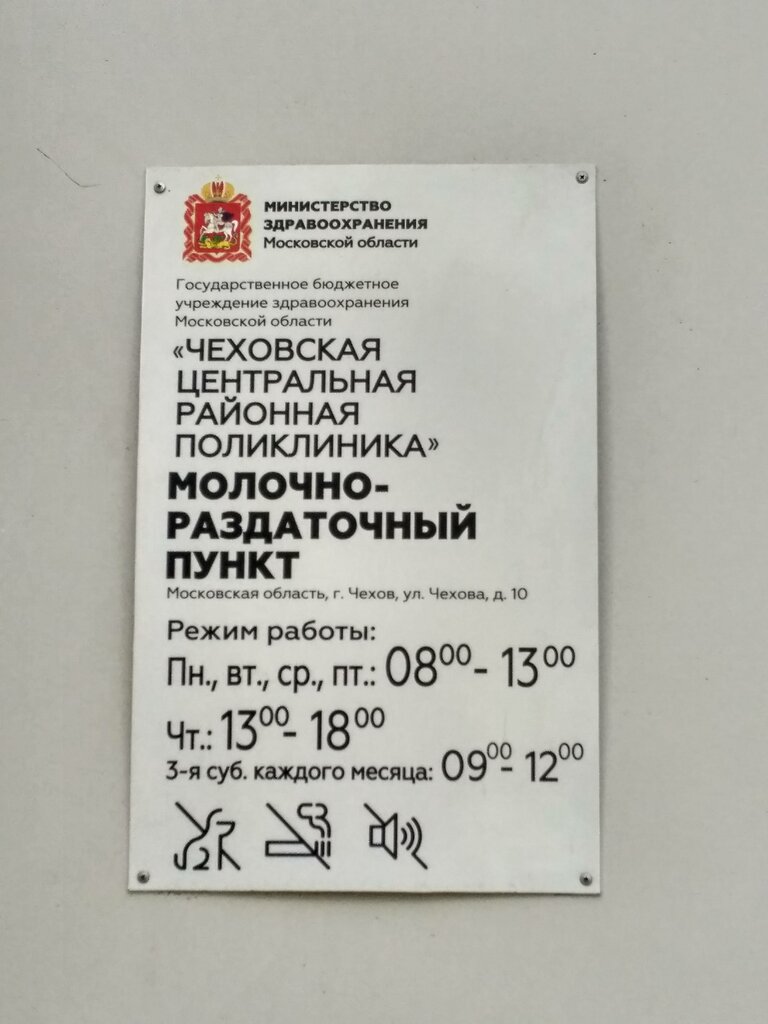 МИНИСТЕРСТВО
ЗДРАВООХРАНЕНИЯ
Московской области
Государственное бюджетное
учреждение здравоохранения
Московской области
«ЧЕХОВСКАЯ
ЦЕНТРАЛЬНАЯ
РАЙОННАЯ
ПОЛИКЛИНИКА»
МОЛОЧНО-
РАЗДАТОЧНЫЙ
ПУНКТ
Московская область, г. Чехов, ул. Чехова, д. 10
Режим работы:
Пн., вт., ср., пт.: 08⁰⁰- 13⁰⁰
Чт.: 13⁰⁰- 18⁰⁰
3-я суб. каждого месяца: 09⁰⁰- 12⁰⁰